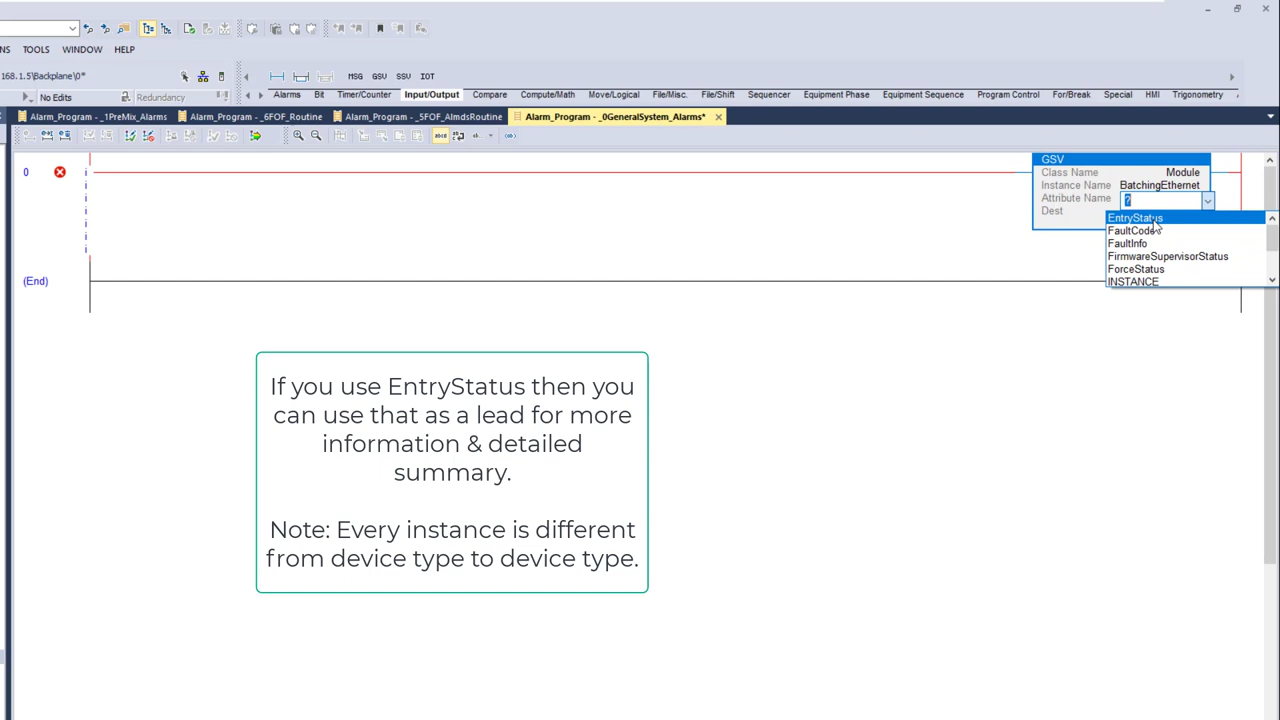 NS TOOLS WINDOW HELP
168.1.5\Backplane\0*
MSG GSV SSV IOT
No Edits Redundancy
Alarms Bit Timer/Counter Input/Output Compare Compute/Math Move/Logical File/Misc. File/Shift Sequencer Equipment Phase Equipment Sequence Program Control For/Break Special HMI Trigonometry
Alarm_Program - _1PreMix_Alarms Alarm_Program - _6FOF_Routine Alarm_Program - _5FOF_AlmdsRoutine Alarm_Program - _0GeneralSystem_Alarms*
GSV
0 Class Name Module
Instance Name BatchingEthernet
Attribute Name ?
Dest
EntryStatus
FaultCode
FaultInfo
FirmwareSupervisorStatus
ForceStatus
INSTANCE
i
i
i
i
i
i
i
(End)
If you use EntryStatus then you
can use that as a lead for more
information & detailed
summary.
Note: Every instance is different
from device type to device type.